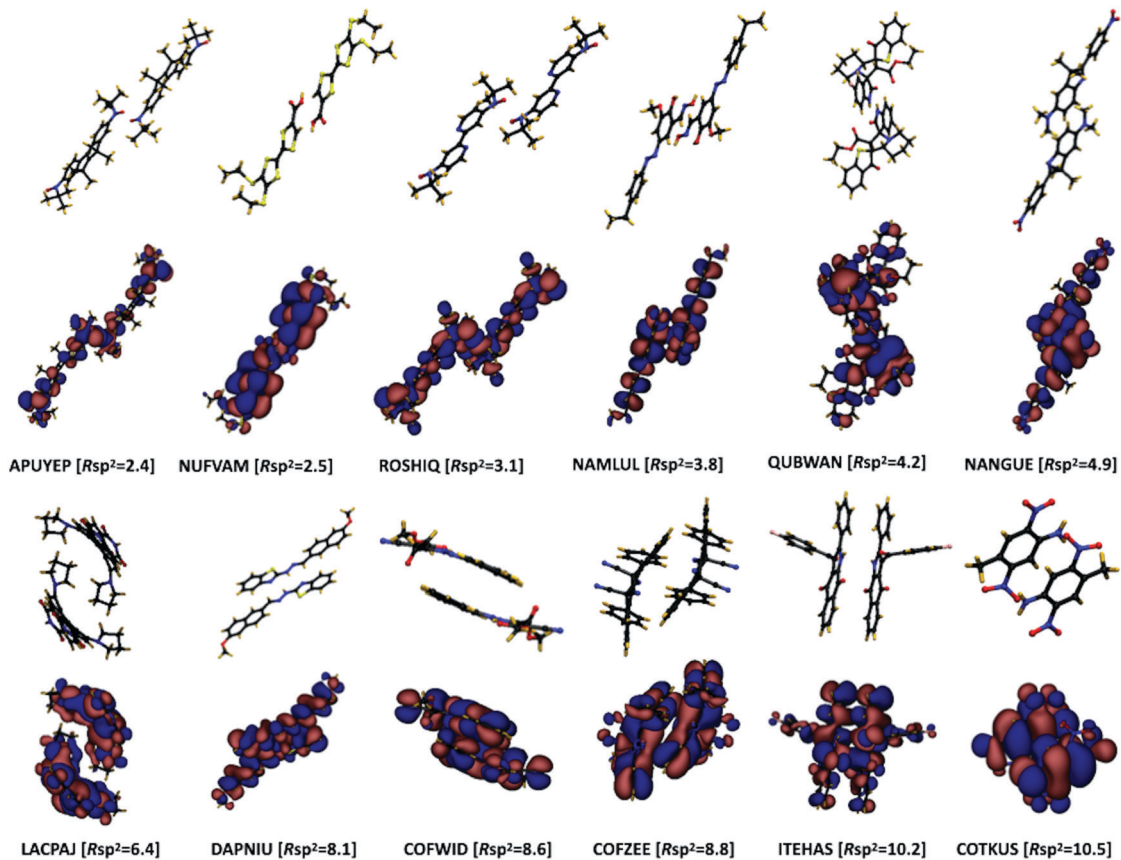 APUYEP [Rsp²=2.4] NUFVAM [Rsp²=2.5] ROSHIQ [Rsp²=3.1] NAMLUL [Rsp²=3.8] QUBWAN [Rsp²=4.2] NANGUE [Rsp²=4.9]
LACPAJ [Rsp²=6.4] DAPNIU [Rsp²=8.1] COFWID [Rsp²=8.6] COFZEE [Rsp²=8.8] ITEHAS [Rsp²=10.2] COTKUS [Rsp²=10.5]